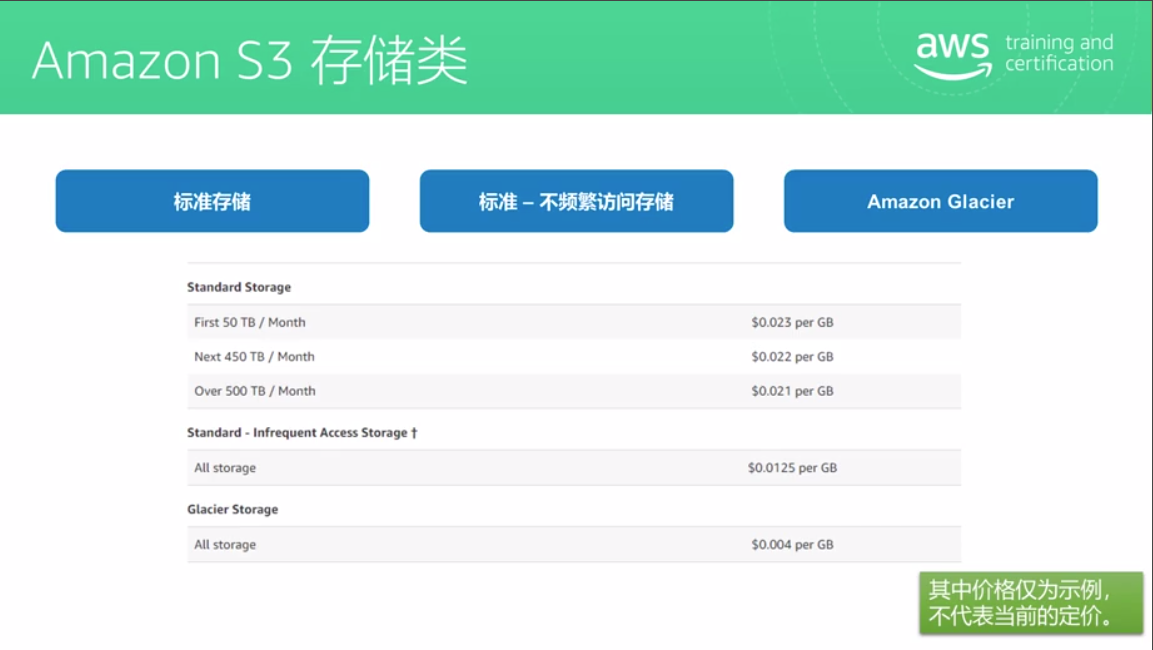 Amazon S3 存储类
aws training and
certification
标准存储
标准 – 不频繁访问存储
Amazon Glacier
Standard Storage
First 50 TB / Month $0.023 per GB
Next 450 TB / Month $0.022 per GB
Over 500 TB / Month $0.021 per GB
Standard - Infrequent Access Storage †
All storage $0.0125 per GB
Glacier Storage
All storage $0.004 per GB
其中价格仅为示例，
不代表当前的定价。